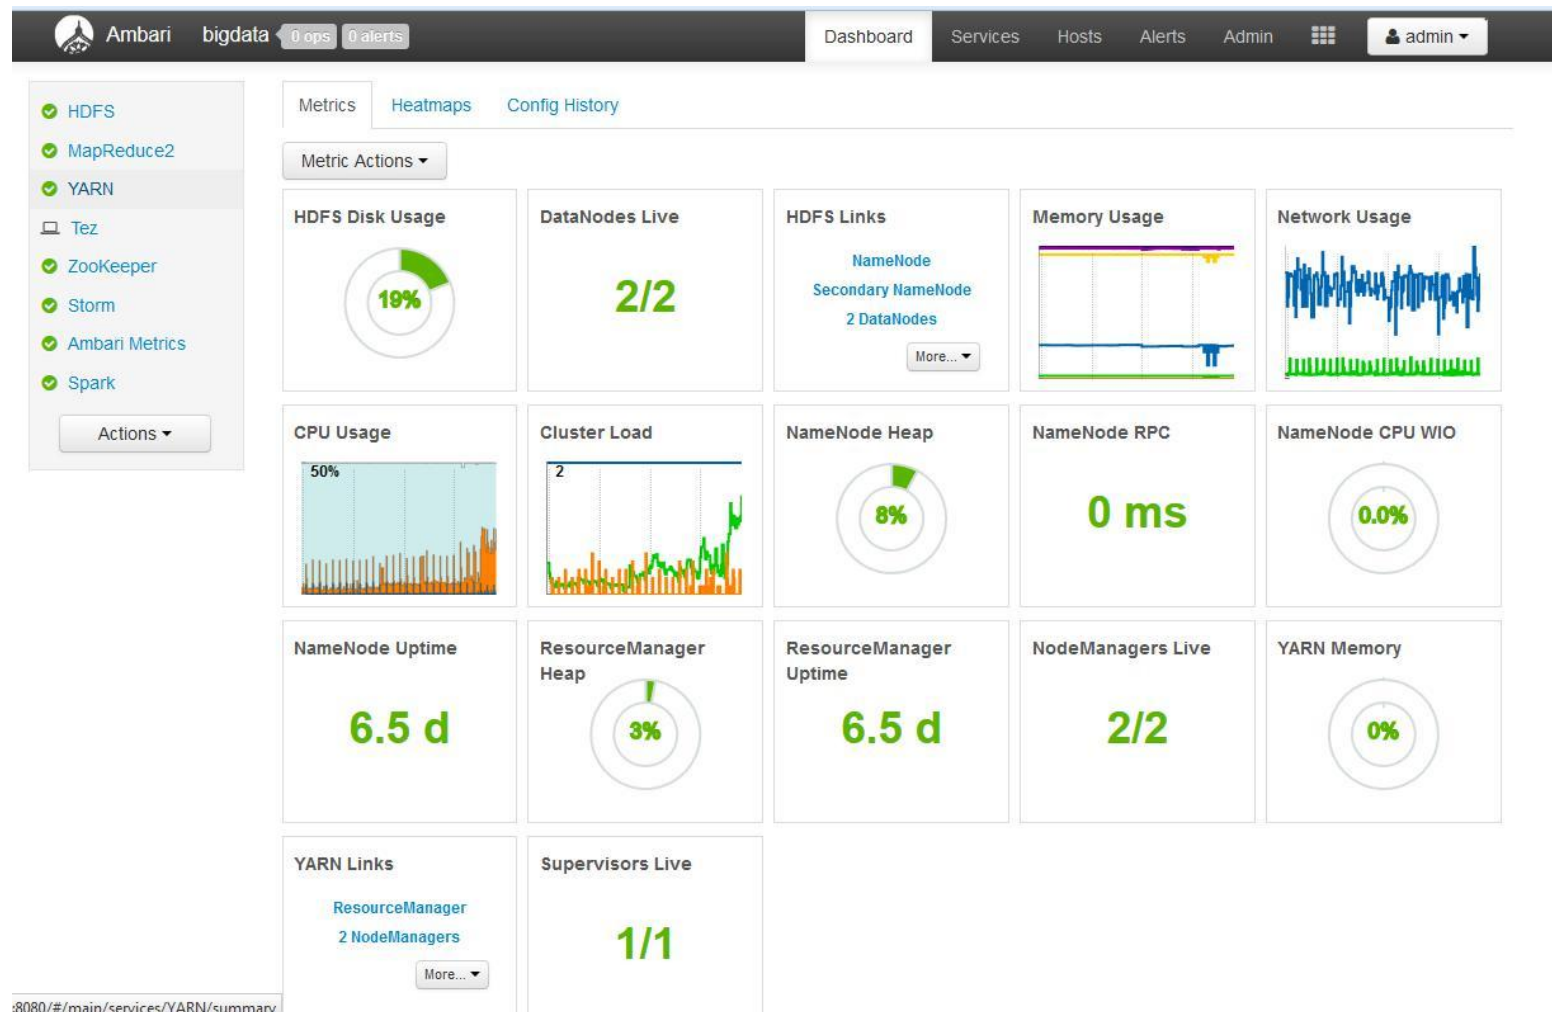 Ambari bigdata 0 ops 0 alerts Dashboard Services Hosts Alerts Admin admin
HDFS
MapReduce2
YARN
Tez
ZooKeeper
Storm
Ambari Metrics
Spark
Actions
Metrics Heatmaps Config History
Metric Actions
HDFS Disk Usage
19%
DataNodes Live
2/2
HDFS Links
NameNode
Secondary NameNode
2 DataNodes
More...
Memory Usage
Network Usage
CPU Usage
50%
Cluster Load
2
NameNode Heap
8%
NameNode RPC
0 ms
NameNode CPU WIO
0.0%
NameNode Uptime
6.5 d
ResourceManager
Heap
3%
ResourceManager
Uptime
6.5 d
NodeManagers Live
2/2
YARN Memory
0%
YARN Links
ResourceManager
2 NodeManagers
More...
Supervisors Live
1/1
:8080/#/main/services/YARN/summary